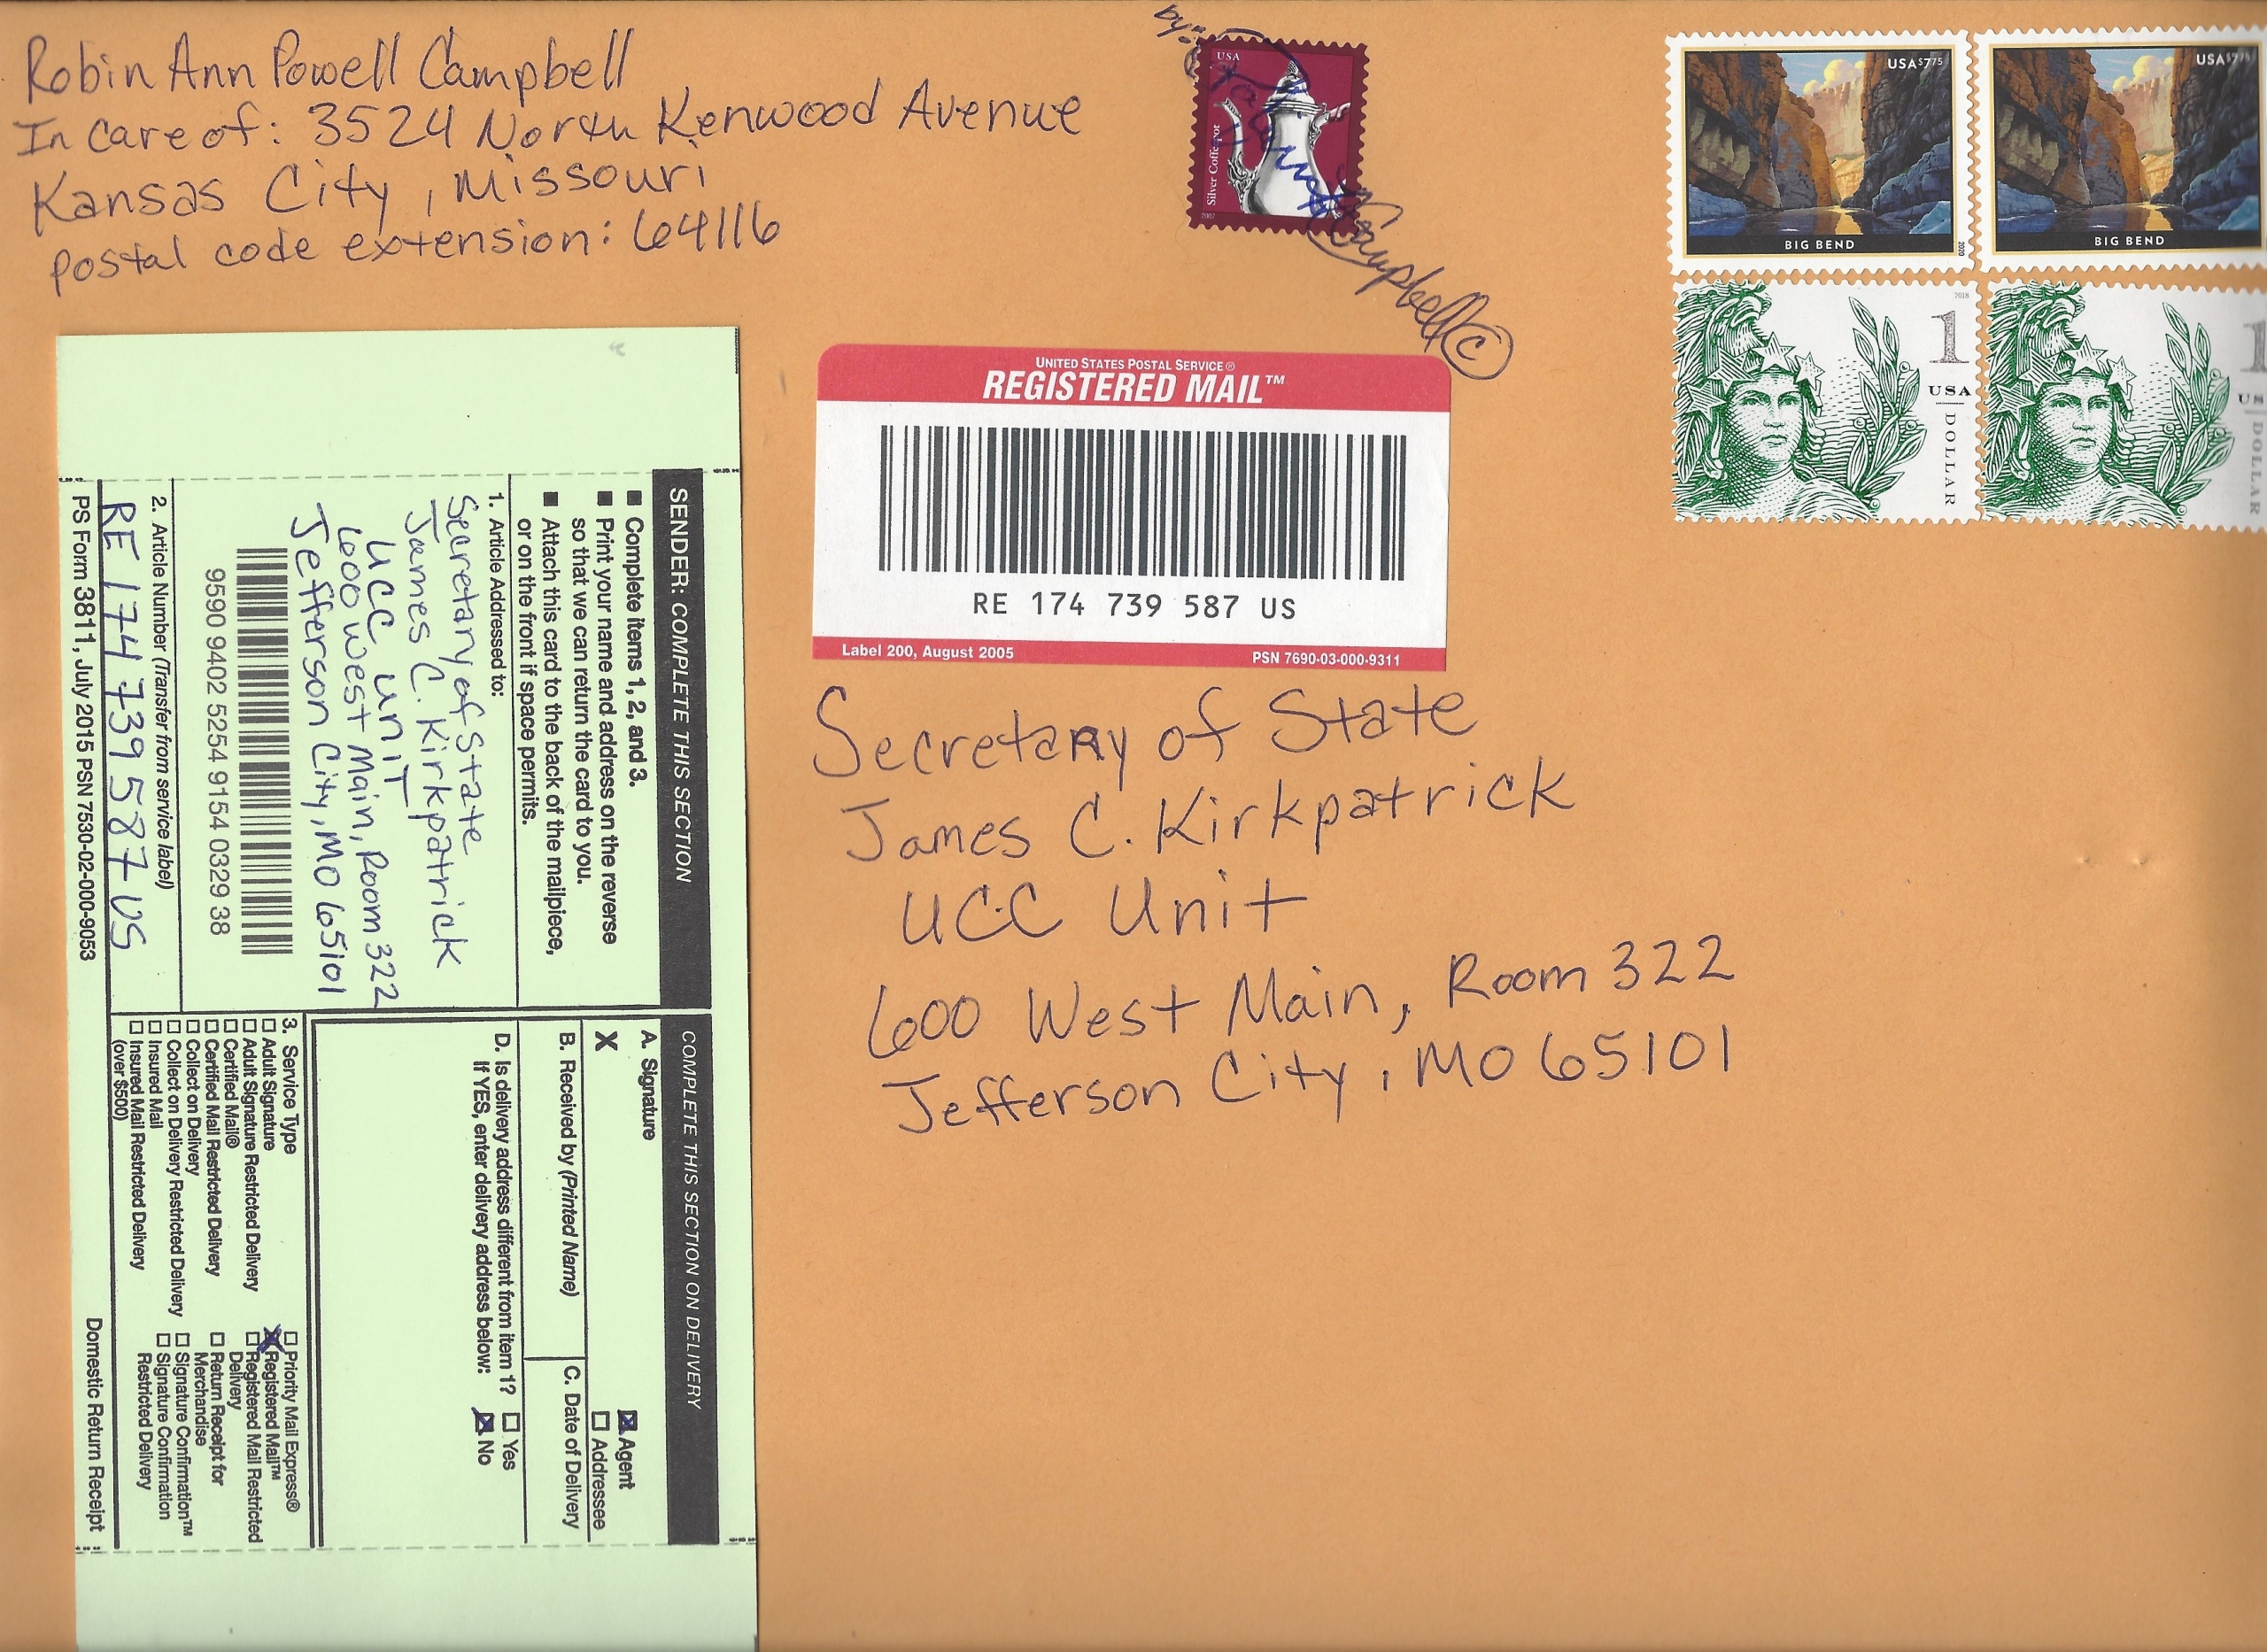 Robin Ann Powell Campbell
In care of: 3524 North Kenwood Avenue
Kansas City, Missouri
postal code extension: 64116
by:
USA
Silver Coffeepot
2007
Campbell©
USA $7.75
BIG BEND
2020
USA $7.75
BIG BEND
2018
1
USA
DOLLAR
1
US
DOLLAR
UNITED STATES POSTAL SERVICE®
REGISTERED MAIL™
RE 174 739 587 US
Label 200, August 2005 PSN 7690-03-000-9311
Secretary of State
James C. Kirkpatrick
UCC Unit
600 West Main, Room 322
Jefferson City, MO 65101
SENDER: COMPLETE THIS SECTION
■ Complete items 1, 2, and 3.
■ Print your name and address on the reverse
so that we can return the card to you.
■ Attach this card to the back of the mailpiece,
or on the front if space permits.
1. Article Addressed to:
Secretary of State
James C. Kirkpatrick
UCC Unit
600 West Main, Room 322
Jefferson City, MO 65101
9590 9402 5254 9154 0329 38
2. Article Number (Transfer from service label)
RE 174 739 587 US
PS Form 3811, July 2015 PSN 7530-02-000-9053
COMPLETE THIS SECTION ON DELIVERY
A. Signature
X
☒ Agent
☐ Addressee
B. Received by (Printed Name)
C. Date of Delivery
D. Is delivery address different from item 1? ☐ Yes
If YES, enter delivery address below: ☒ No
3. Service Type
☐ Adult Signature
☐ Adult Signature Restricted Delivery
☐ Certified Mail®
☐ Certified Mail Restricted Delivery
☐ Collect on Delivery
☐ Collect on Delivery Restricted Delivery
☐ Insured Mail
☐ Insured Mail Restricted Delivery
(over $500)
☐ Priority Mail Express®
☒ Registered Mail™
☐ Registered Mail Restricted
Delivery
☐ Return Receipt for
Merchandise
☐ Signature Confirmation™
☐ Signature Confirmation
Restricted Delivery
Domestic Return Receipt